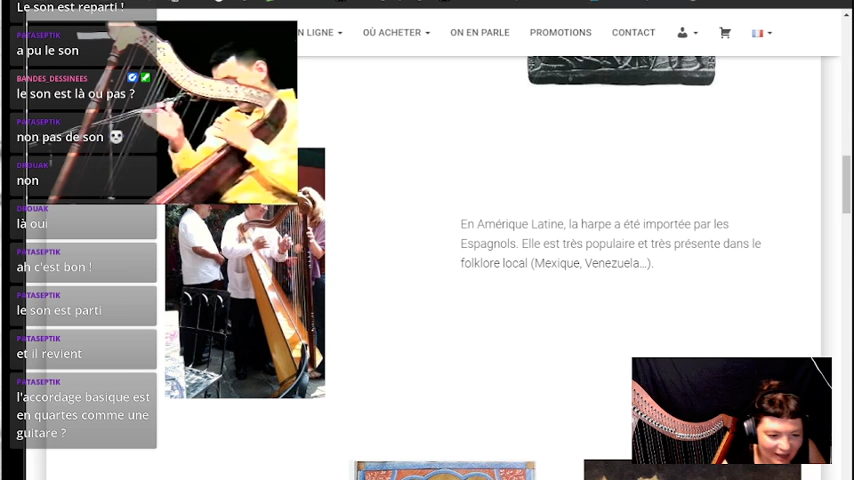 Le son est reparti !
PATASEPTIK
a pu le son
BANDES_DESSINEES
le son est là ou pas ?
PATASEPTIK
non pas de son
DROUAK
non
DROUAK
là oui
PATASEPTIK
ah c'est bon !
PATASEPTIK
le son est parti
PATASEPTIK
et il revient
PATASEPTIK
l'accordage basique est
en quartes comme une
guitare ?
N LIGNE OÙ ACHETER ON EN PARLE PROMOTIONS CONTACT
En Amérique Latine, la harpe a été importée par les
Espagnols. Elle est très populaire et très présente dans le
folklore local (Mexique, Venezuela...).